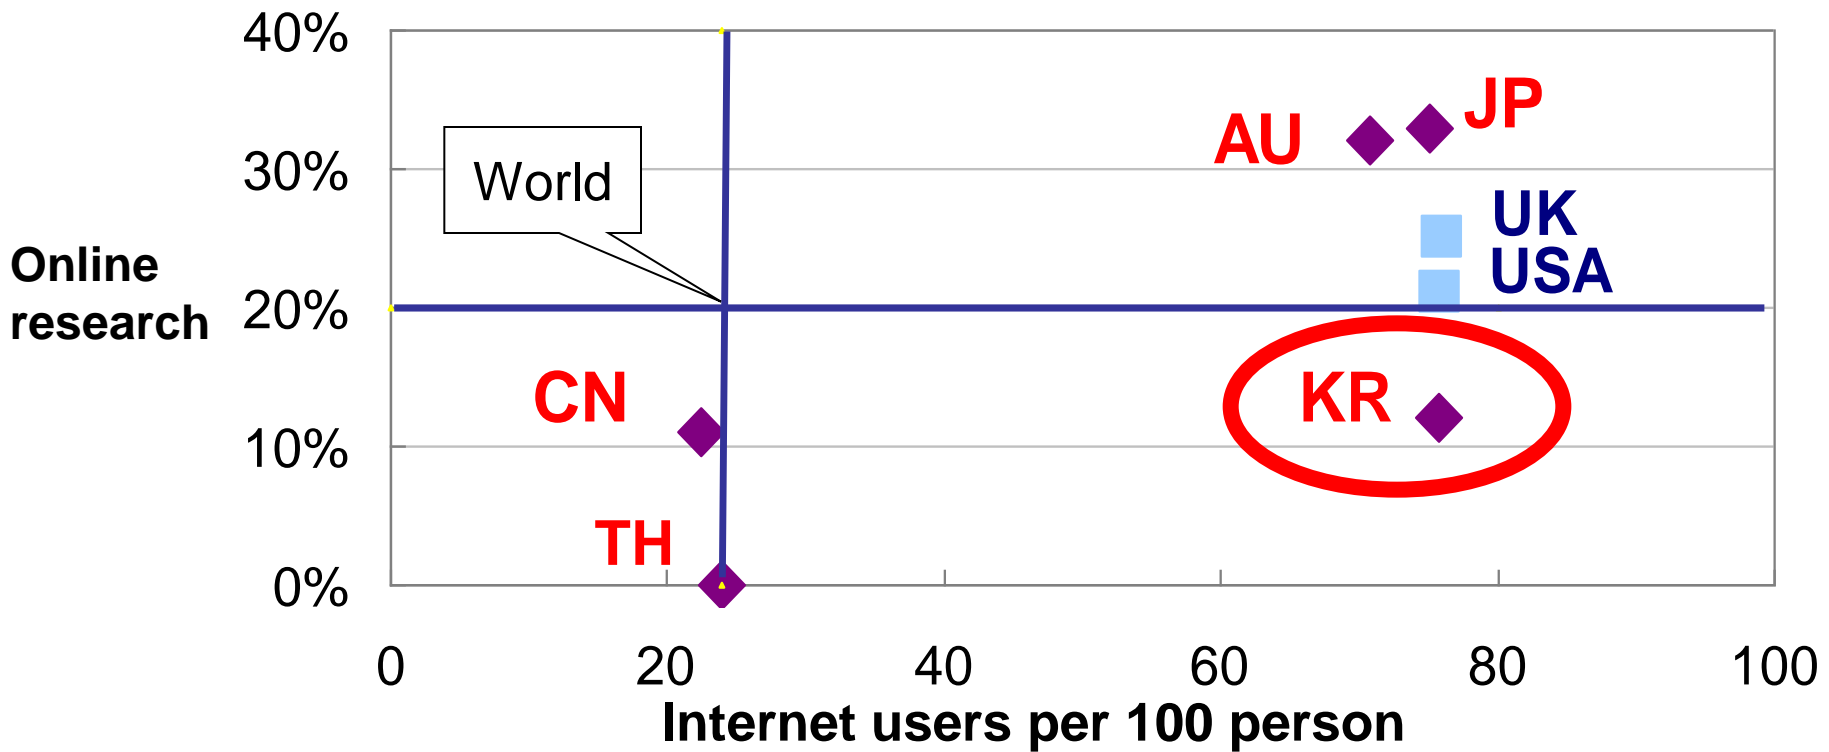 40%
JP
AU
30%
World
UK
Online
research
USA
20%
CN
KR
10%
TH
0%
0 20 40 60 80 100
Internet users per 100 person